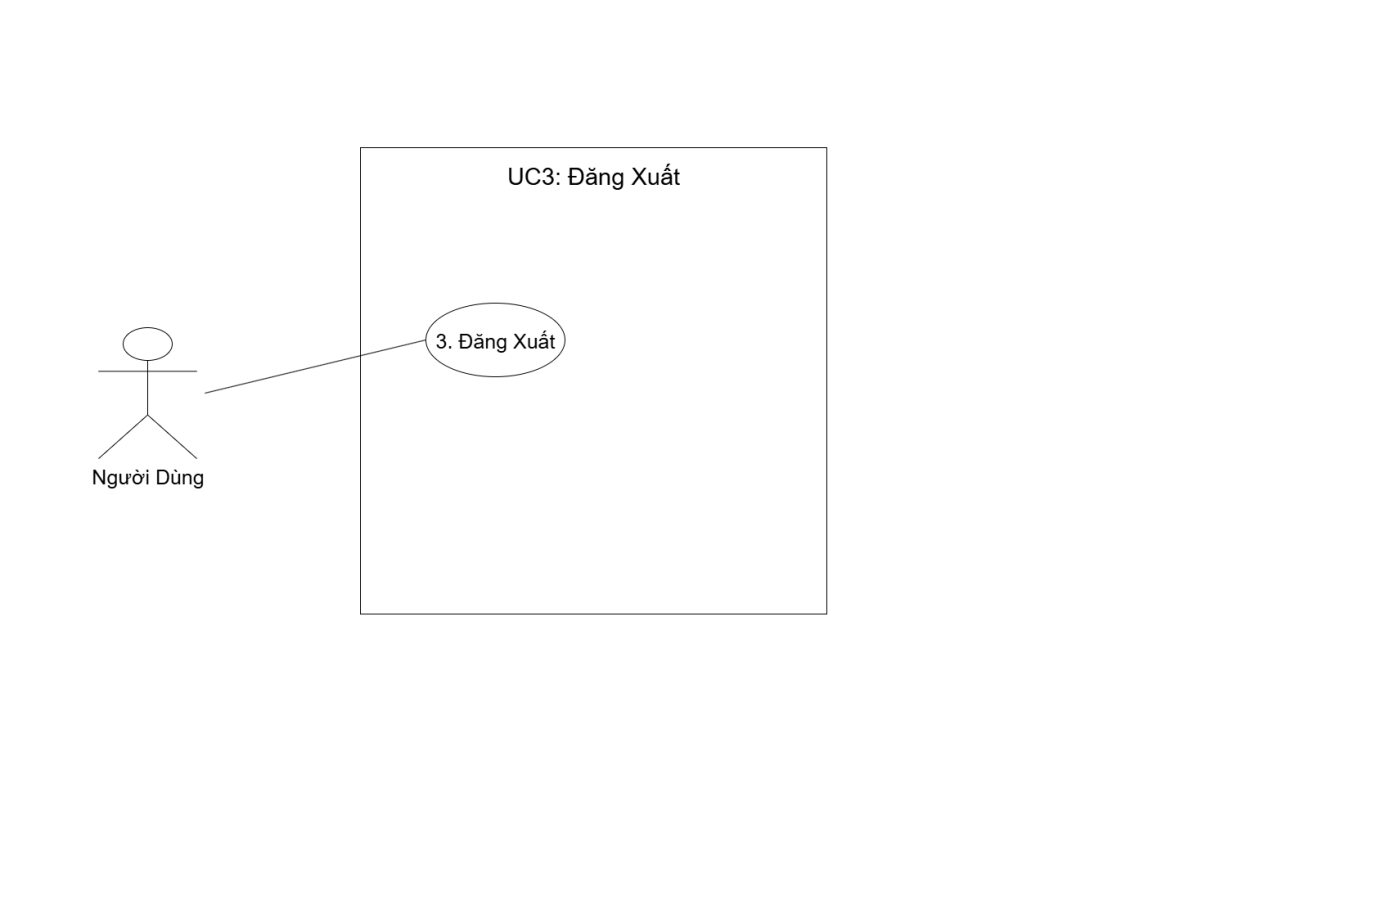 UC3: Đăng Xuất
3. Đăng Xuất
Người Dùng